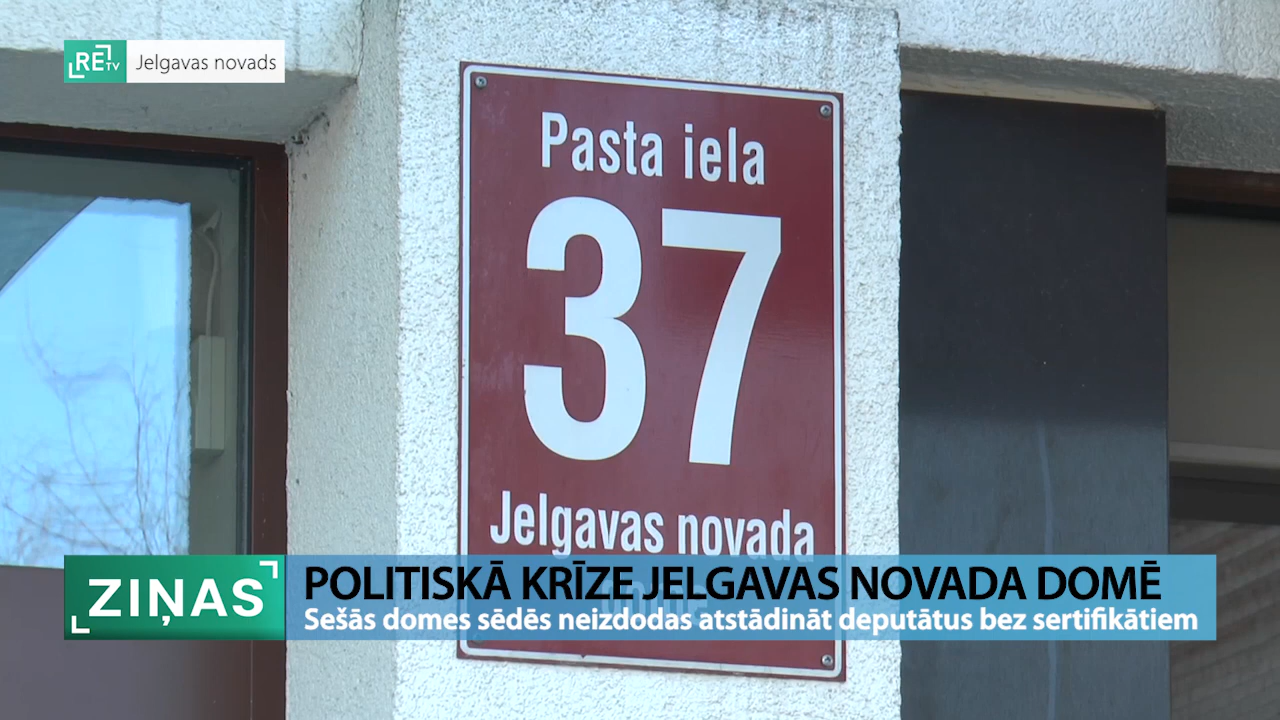 RE TV Jelgavas novads
Pasta iela
37
Jelgavas novada
dome
ZIŅAS
POLITISKĀ KRĪZE JELGAVAS NOVADA DOMĒ
Sešās domes sēdēs neizdodas atstādināt deputātus bez sertifikātiem